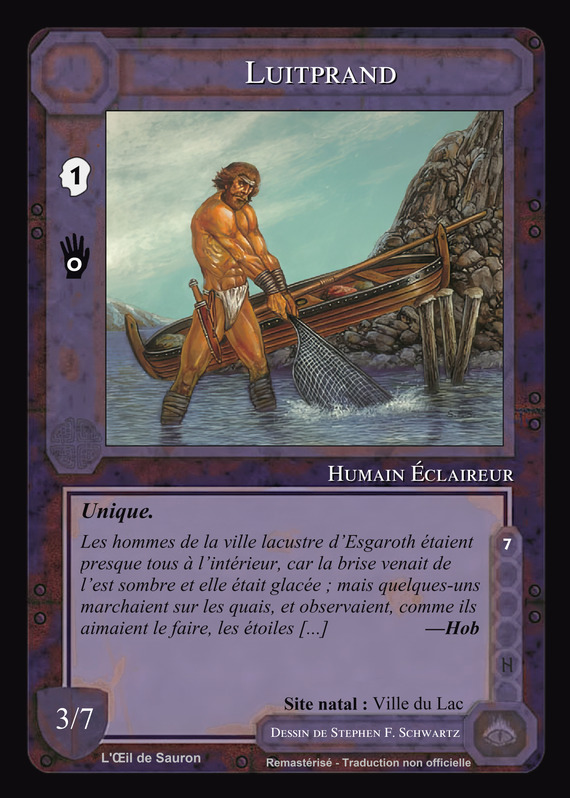 Luitprand
1
0
Humain Éclaireur
Unique.
Les hommes de la ville lacustre d'Esgaroth étaient
presque tous à l'intérieur, car la brise venait de
l'est sombre et elle était glacée ; mais quelques-uns
marchaient sur les quais, et observaient, comme ils
aimaient le faire, les étoiles [...] —Hob
7
Site natal : Ville du Lac
3/7
Dessin de Stephen F. Schwartz
L'Œil de Sauron
Remastérisé - Traduction non officielle